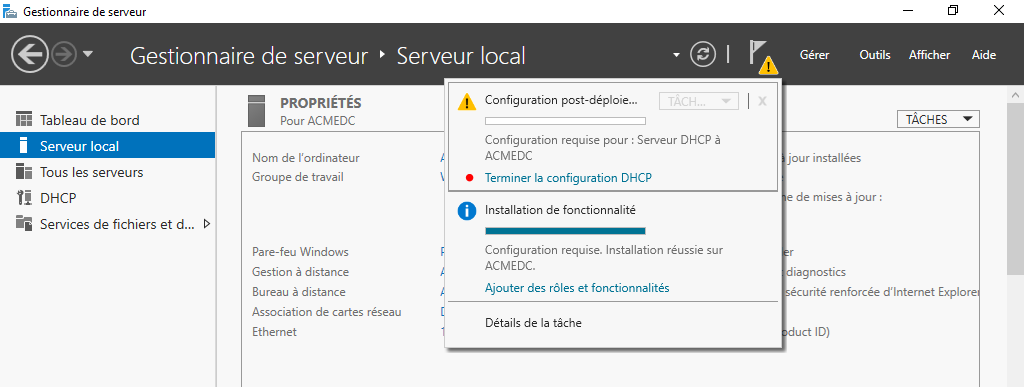 Gestionnaire de serveur
Gestionnaire de serveur ‣ Serveur local
Gérer
Outils
Afficher
Aide
Tableau de bord
Serveur local
Tous les serveurs
DHCP
Services de fichiers et d...
PROPRIÉTÉS
Pour ACMEDC
TÂCHES
Nom de l'ordinateur
Groupe de travail
Pare-feu Windows
Gestion à distance
Bureau à distance
Association de cartes réseau
Ethernet
Configuration post-déploie...
TÂCH...
X
Configuration requise pour : Serveur DHCP à
ACMEDC
Terminer la configuration DHCP
Installation de fonctionnalité
Configuration requise. Installation réussie sur
ACMEDC.
Ajouter des rôles et fonctionnalités
Détails de la tâche
à jour installées
de mises à jour :
diagnostics
sécurité renforcée d'Internet Explorer
ID)